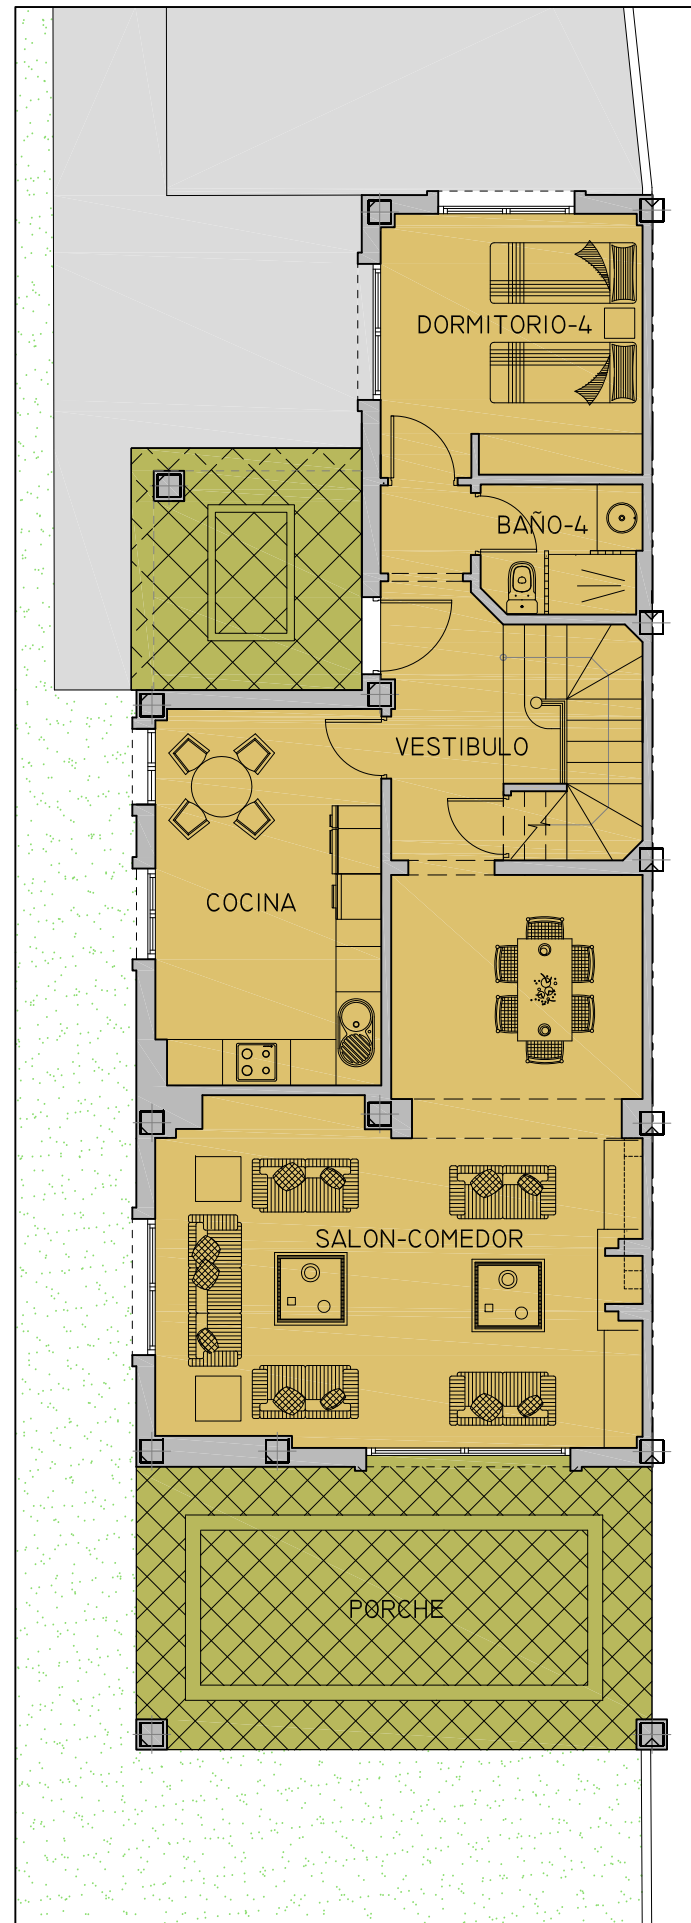 DORMITORIO-4
BAÑO-4
VESTIBULO
COCINA
SALON-COMEDOR
PORCHE